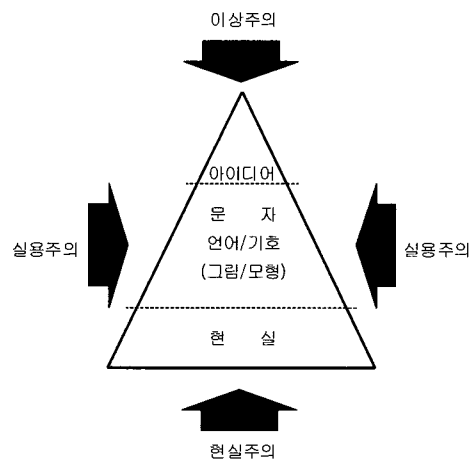 이상주의
아이디어
문 자
실용주의
언어/기호
실용주의
(그림/모형)
현 실
현실주의